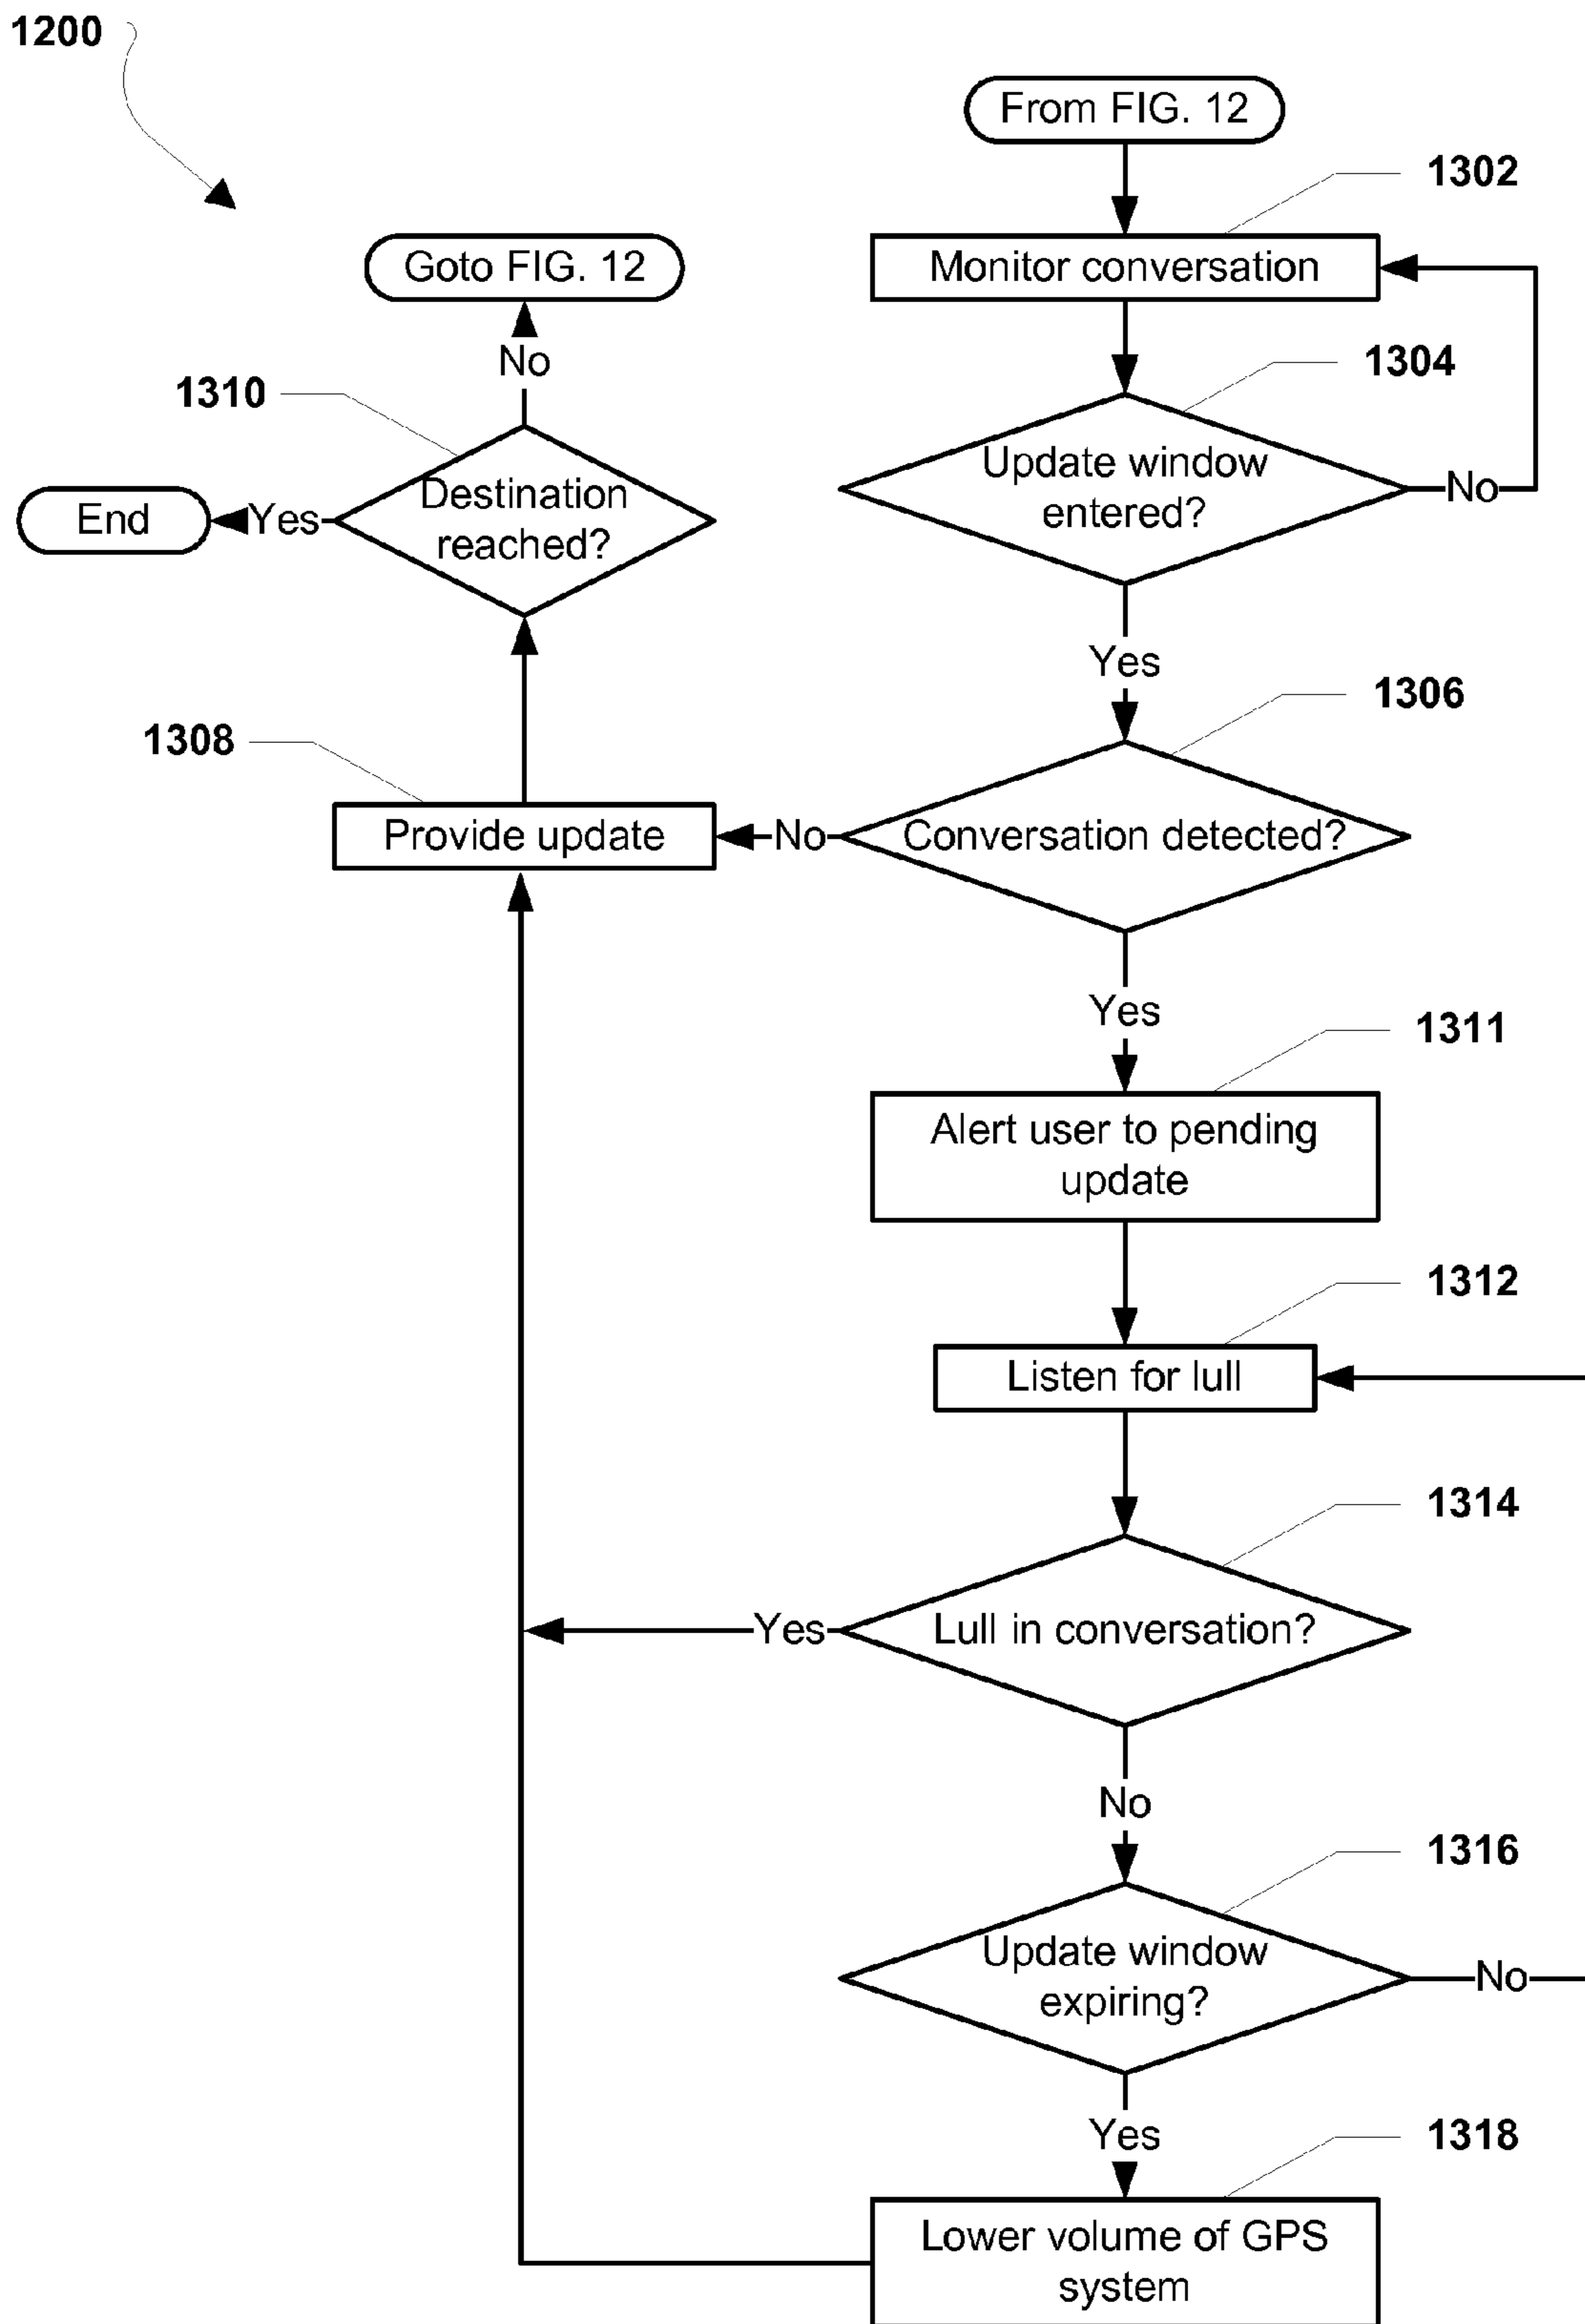 1200
From FIG. 12
1302
Monitor conversation
Goto FIG. 12
No
1304
Update window
entered?
No
1310
Destination
reached?
Yes
End
Yes
1306
Conversation detected?
No
1308
Provide update
Yes
1311
Alert user to pending
update
1312
Listen for lull
1314
Lull in conversation?
Yes
No
1316
Update window
expiring?
No
Yes
1318
Lower volume of GPS
system